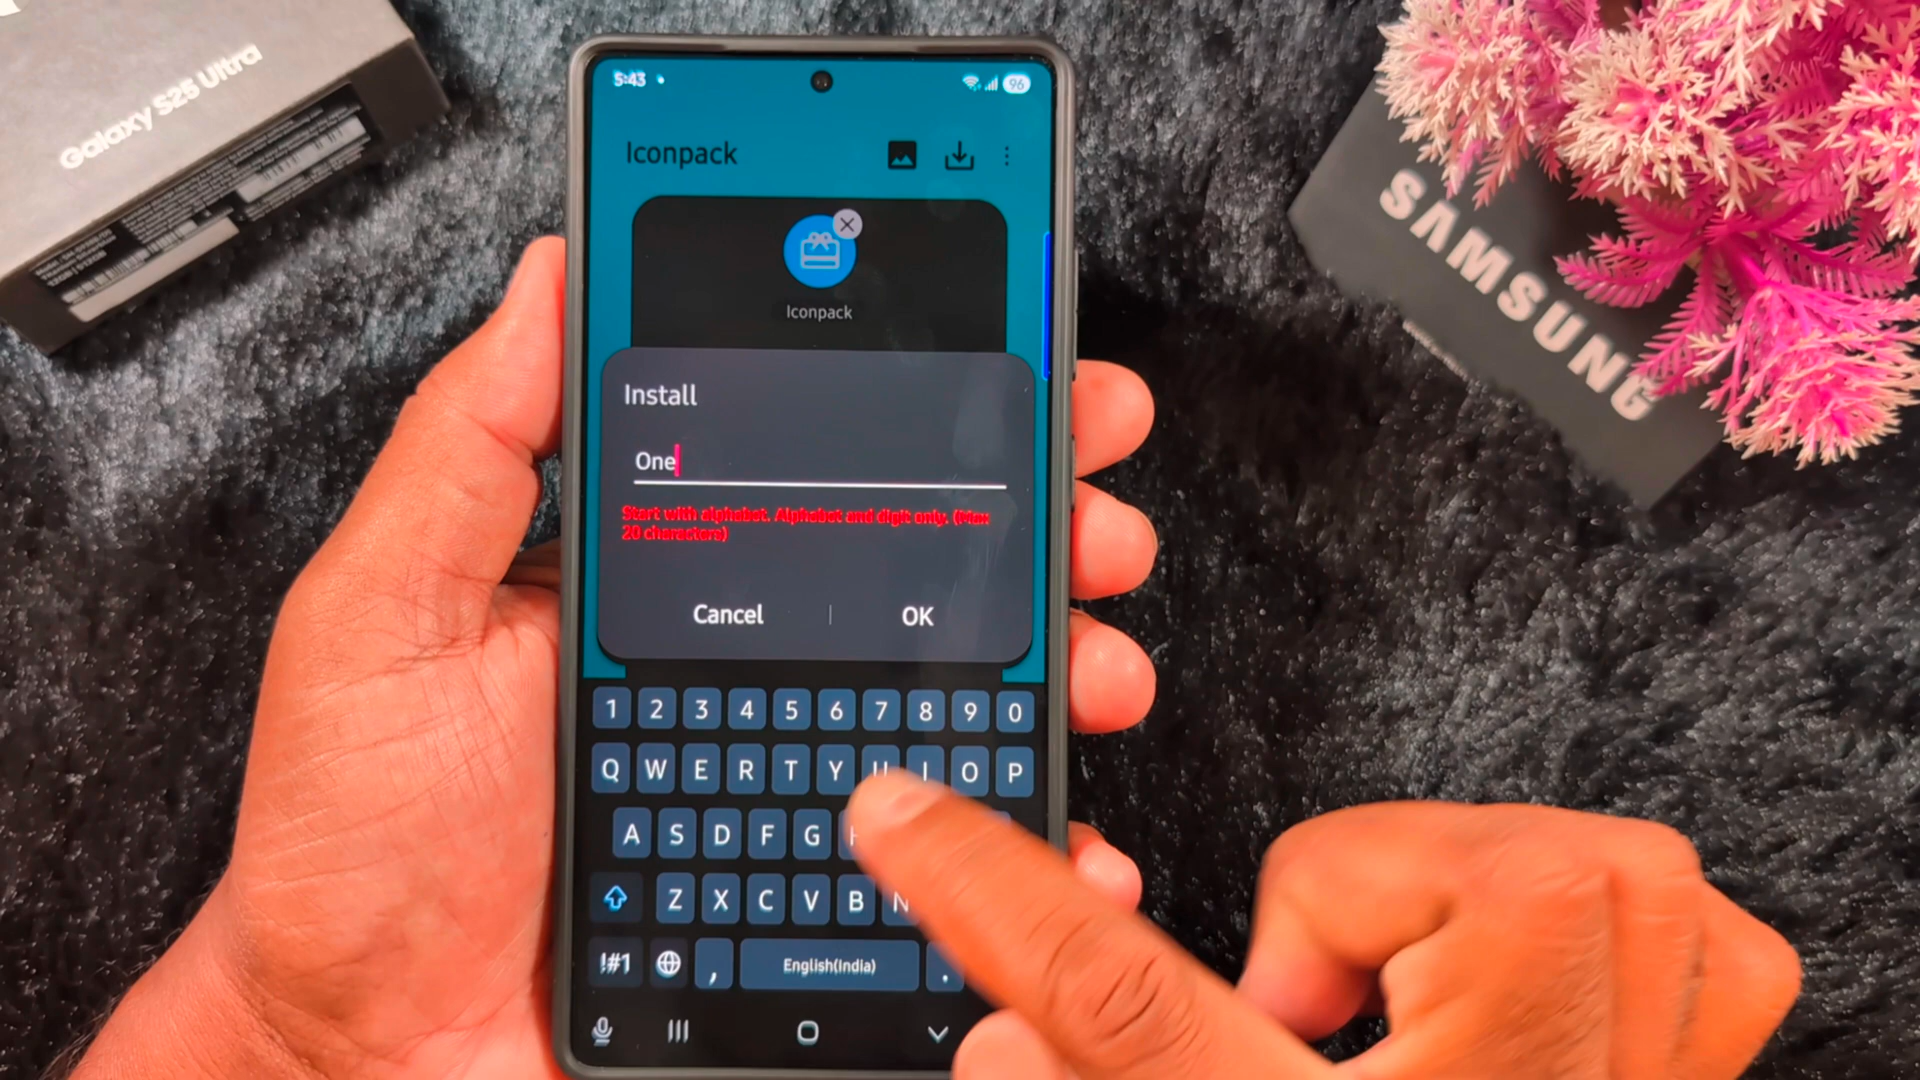 Galaxy S25 Ultra
SAMSUNG
5:43
96
Iconpack
Iconpack
Install
One
Start with alphabet. Alphabet and digit only. (Max
20 characters)
Cancel | OK
1 2 3 4 5 6 7 8 9 0
Q W E R T Y U I O P
A S D F G H
Z X C V B N
!#1 , English(India) .